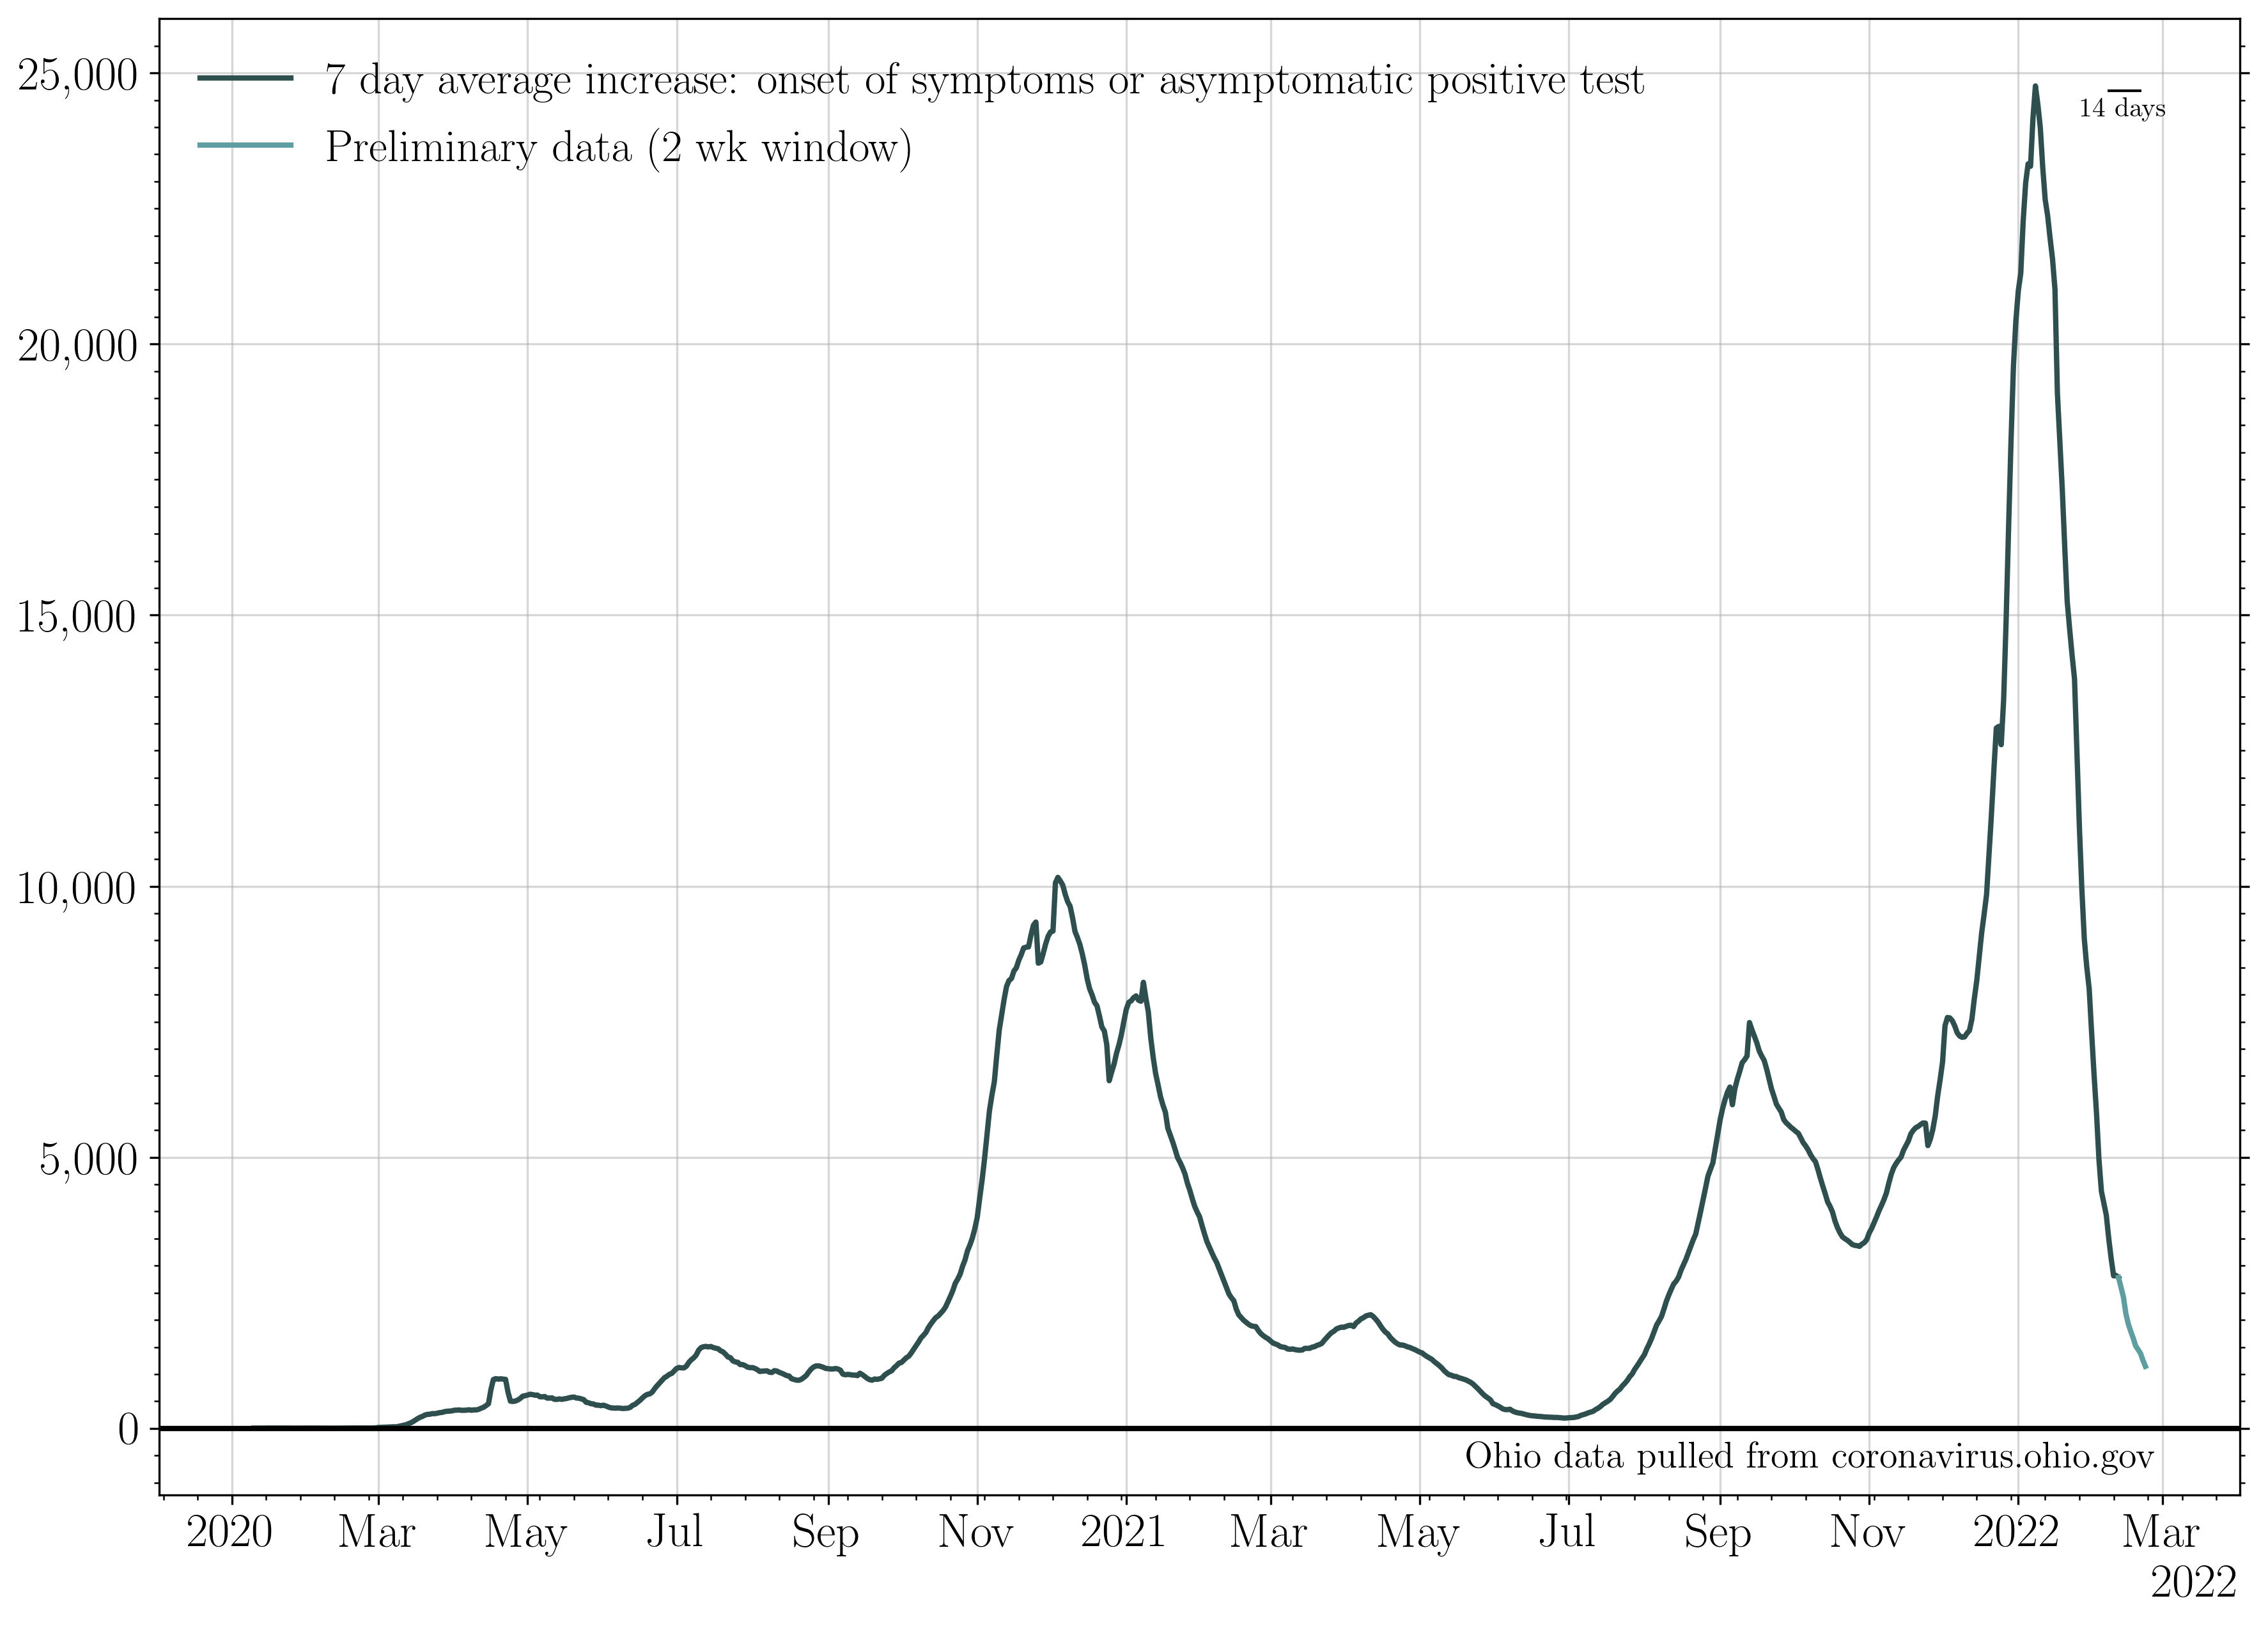 25,000
20,000
15,000
10,000
5,000
0
7 day average increase: onset of symptoms or asymptomatic positive test
Preliminary data (2 wk window)
14 days
Ohio data pulled from coronavirus.ohio.gov
2020 Mar May Jul Sep Nov 2021 Mar May Jul Sep Nov 2022 Mar
2022